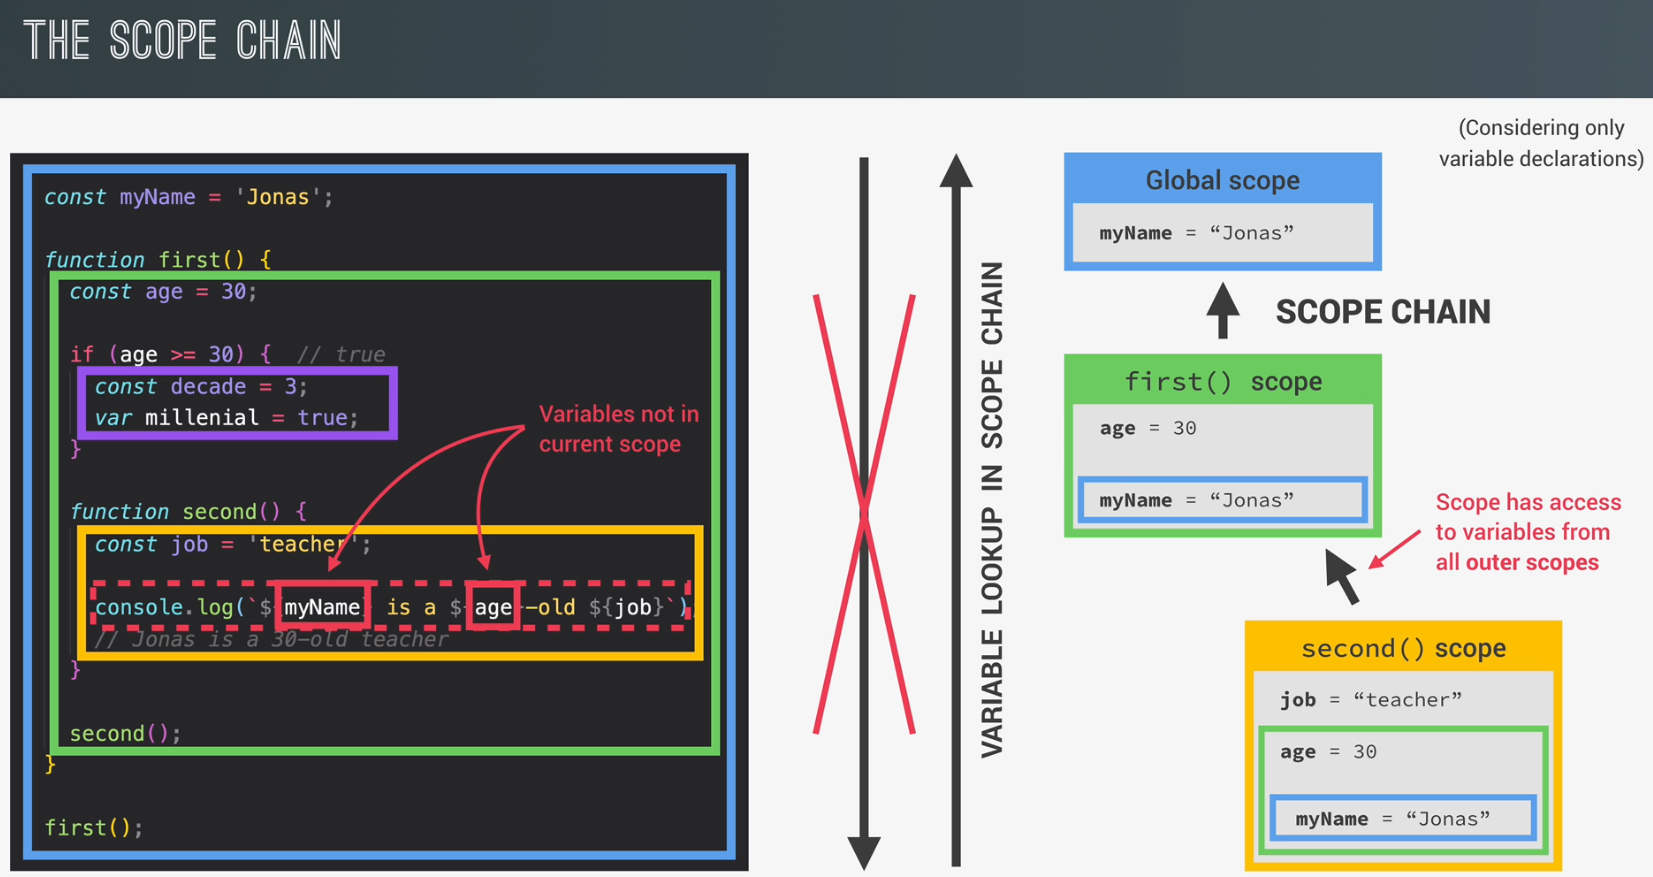 THE SCOPE CHAIN
(Considering only
variable declarations)
const myName = 'Jonas';
function first() {
const age = 30;
if (age >= 30) { // true
const decade = 3;
var millenial = true;
}
Variables not in
current scope
function second() {
const job = 'teacher';
console.log(`${myName} is a ${age}-old ${job}`)
// Jonas is a 30-old teacher
}
second();
}
first();
VARIABLE LOOKUP IN SCOPE CHAIN
Global scope
myName = “Jonas”
SCOPE CHAIN
first() scope
age = 30
myName = “Jonas”
Scope has access
to variables from
all outer scopes
second() scope
job = “teacher”
age = 30
myName = “Jonas”